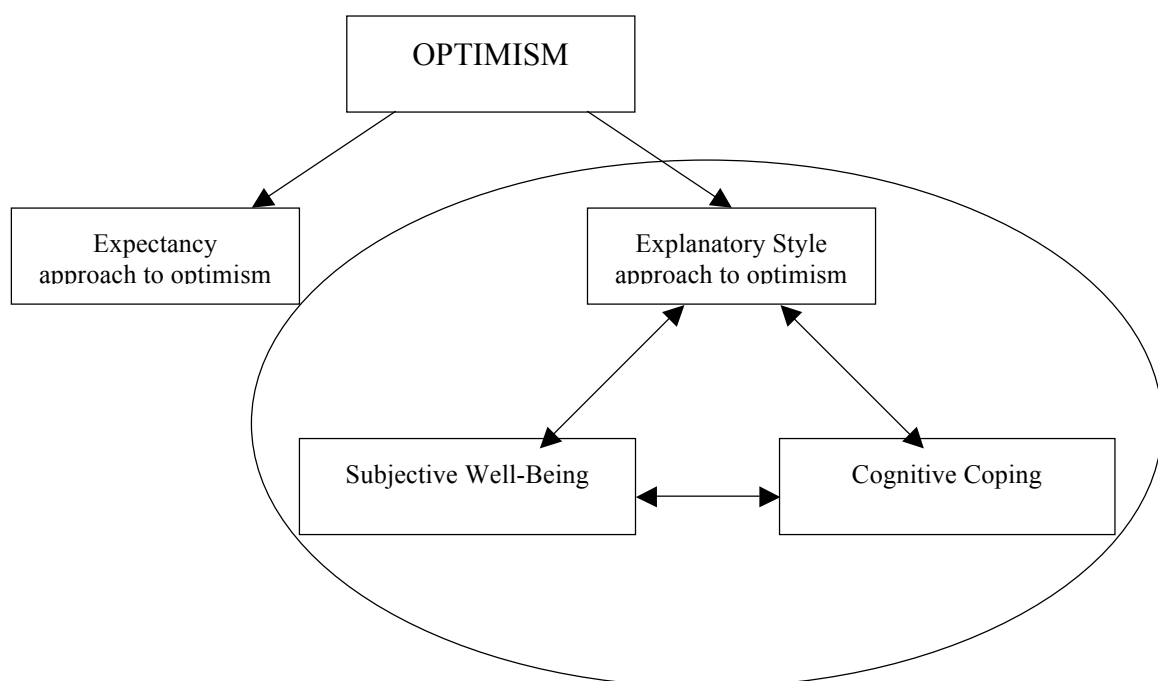 OPTIMISM
Expectancy
approach to optimism
Explanatory Style
approach to optimism
Subjective Well-Being
Cognitive Coping